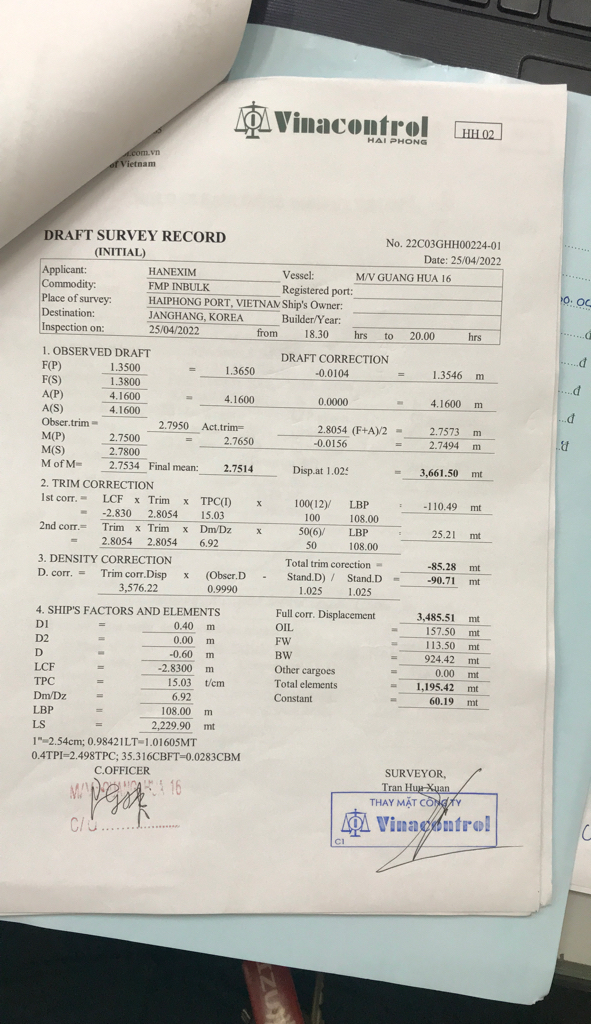 .com.vn
of Vietnam
Vinacontrol
HAI PHONG
HH 02
DRAFT SURVEY RECORD
(INITIAL)
No. 22C03GHH00224-01
Date: 25/04/2022
Applicant: HANEXIM Vessel: M/V GUANG HUA 16
Commodity: FMP INBULK Registered port:
Place of survey: HAIPHONG PORT, VIETNAM Ship's Owner:
Destination: JANGHANG, KOREA Builder/Year:
Inspection on: 25/04/2022 from 18.30 hrs to 20.00 hrs
1. OBSERVED DRAFT DRAFT CORRECTION
F(P) 1.3500 = 1.3650 -0.0104 = 1.3546 m
F(S) 1.3800
A(P) 4.1600 = 4.1600 0.0000 = 4.1600 m
A(S) 4.1600
Obser.trim = 2.7950 Act.trim= 2.8054 (F+A)/2 = 2.7573 m
M(P) 2.7500 = 2.7650 -0.0156 = 2.7494 m
M(S) 2.7800
M of M= 2.7534 Final mean: 2.7514 Disp.at 1.025 = 3,661.50 mt
2. TRIM CORRECTION
1st corr. = LCF x Trim x TPC(I) x 100(12)/ LBP : -110.49 mt
= -2.830 2.8054 15.03 100 108.00
2nd corr.= Trim x Trim x Dm/Dz x 50(6)/ LBP : 25.21 mt
= 2.8054 2.8054 6.92 50 108.00
3. DENSITY CORRECTION Total trim corection = -85.28 mt
D. corr. = Trim corr.Disp x (Obser.D - Stand.D) / Stand.D = -90.71 mt
3,576.22 0.9990 1.025 1.025
4. SHIP'S FACTORS AND ELEMENTS Full corr. Displacement = 3,485.51 mt
D1 = 0.40 m OIL = 157.50 mt
D2 = 0.00 m FW = 113.50 mt
D = -0.60 m BW = 924.42 mt
LCF = -2.8300 m Other cargoes = 0.00 mt
TPC = 15.03 t/cm Total elements = 1,195.42 mt
Dm/Dz = 6.92 Constant = 60.19 mt
LBP = 108.00 m
LS = 2,229.90 mt
1"=2.54cm; 0.98421LT=1.01605MT
0.4TPI=2.498TPC; 35.316CBFT=0.0283CBM
C.OFFICER
SURVEYOR,
Tran Huu Xuan
16
C/O
THAY MẶT CÔNG TY
Vinacontrol
C1